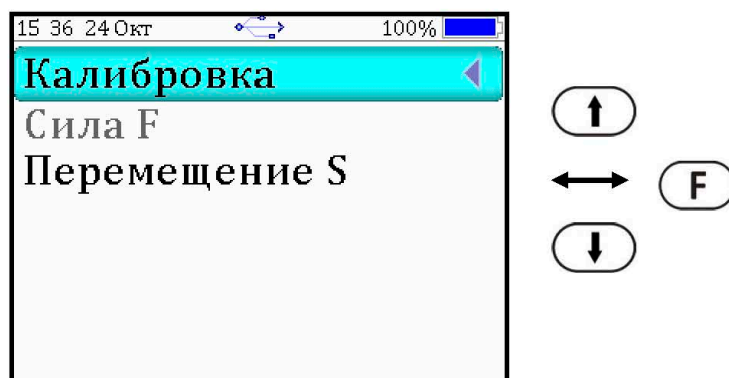 15 36 24 Окт 100%
Калибровка
Сила F
Перемещение S
F